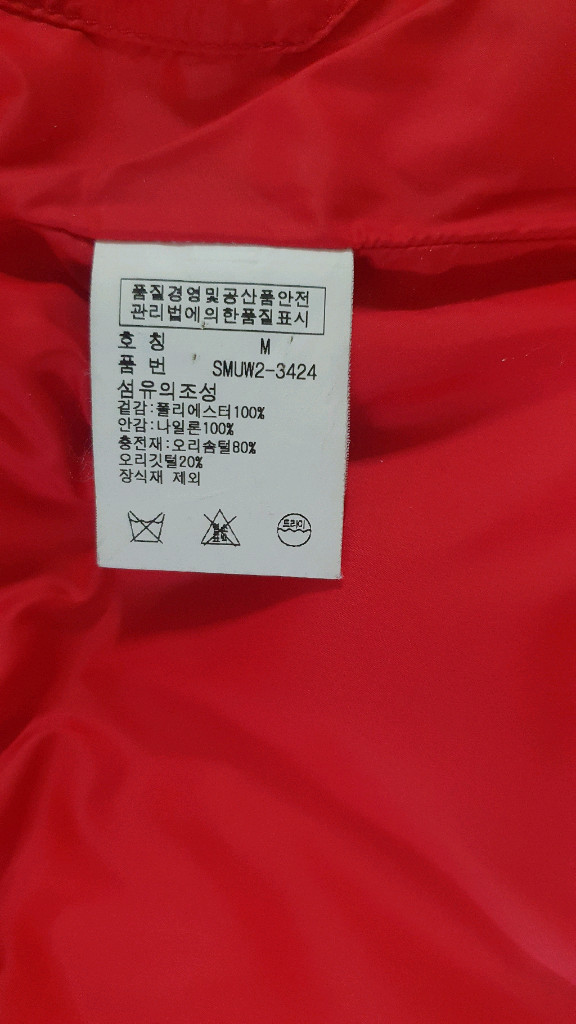 품질경영및공산품안전
관리법에의한품질표시
호 칭 M
품 번 SMUW2-3424
섬유의조성
겉감:폴리에스터100%
안감:나일론100%
충전재:오리솜털80%
오리깃털20%
장식재 제외
드라이